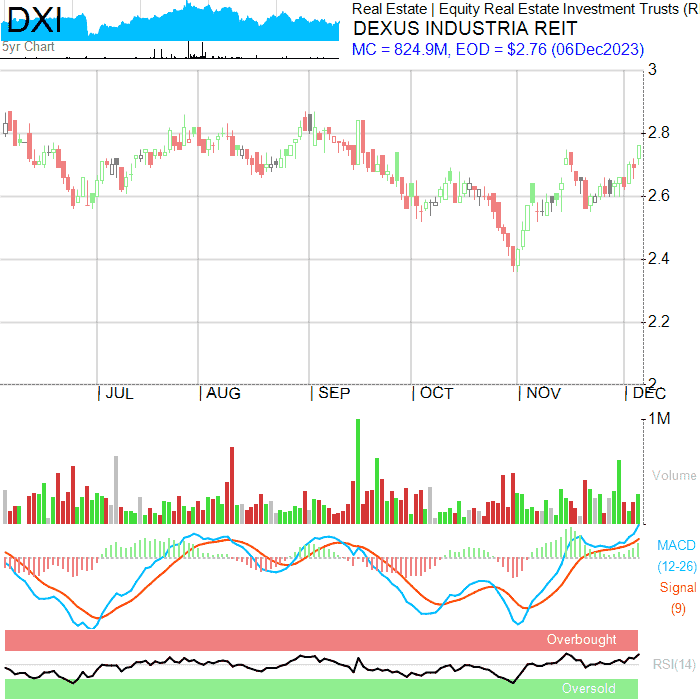 DXI
5yr Chart
Real Estate | Equity Real Estate Investment Trusts (R
DEXUS INDUSTRIA REIT
MC = 824.9M, EOD = $2.76 (06Dec2023)
3
2.8
2.6
2.4
2.2
2
| JUL
| AUG
| SEP
| OCT
| NOV
| DEC
1M
Volume
MACD
(12-26)
Signal
(9)
Overbought
RSI(14)
Oversold